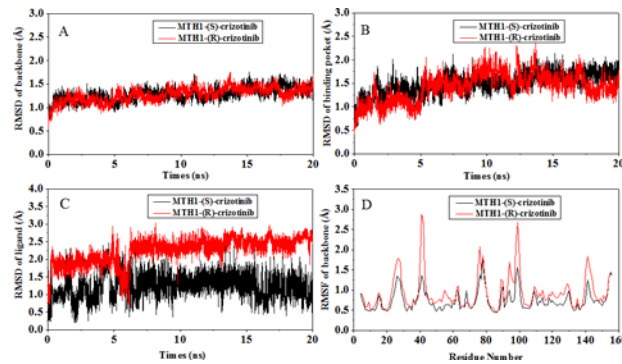 A
MTH1-(S)-crizotinib
MTH1-(R)-crizotinib
RMSD of backbone (Å)
3.0
2.5
2.0
1.5
1.0
0.5
0.0
0 5 10 15 20
Times (ns)
B
MTH1-(S)-crizotinib
MTH1-(R)-crizotinib
RMSD of binding pocket (Å)
3.0
2.5
2.0
1.5
1.0
0.5
0.0
0 5 10 15 20
Times (ns)
C
MTH1-(S)-crizotinib
MTH1-(R)-crizotinib
RMSD of ligand (Å)
4.0
3.5
3.0
2.5
2.0
1.5
1.0
0.5
0.0
0 5 10 15 20
Times (ns)
D
MTH1-(S)-crizotinib
MTH1-(R)-crizotinib
RMSF of backbone (Å)
3.5
3.0
2.5
2.0
1.5
1.0
0.5
0.0
0 20 40 60 80 100 120 140 160
Residue Number